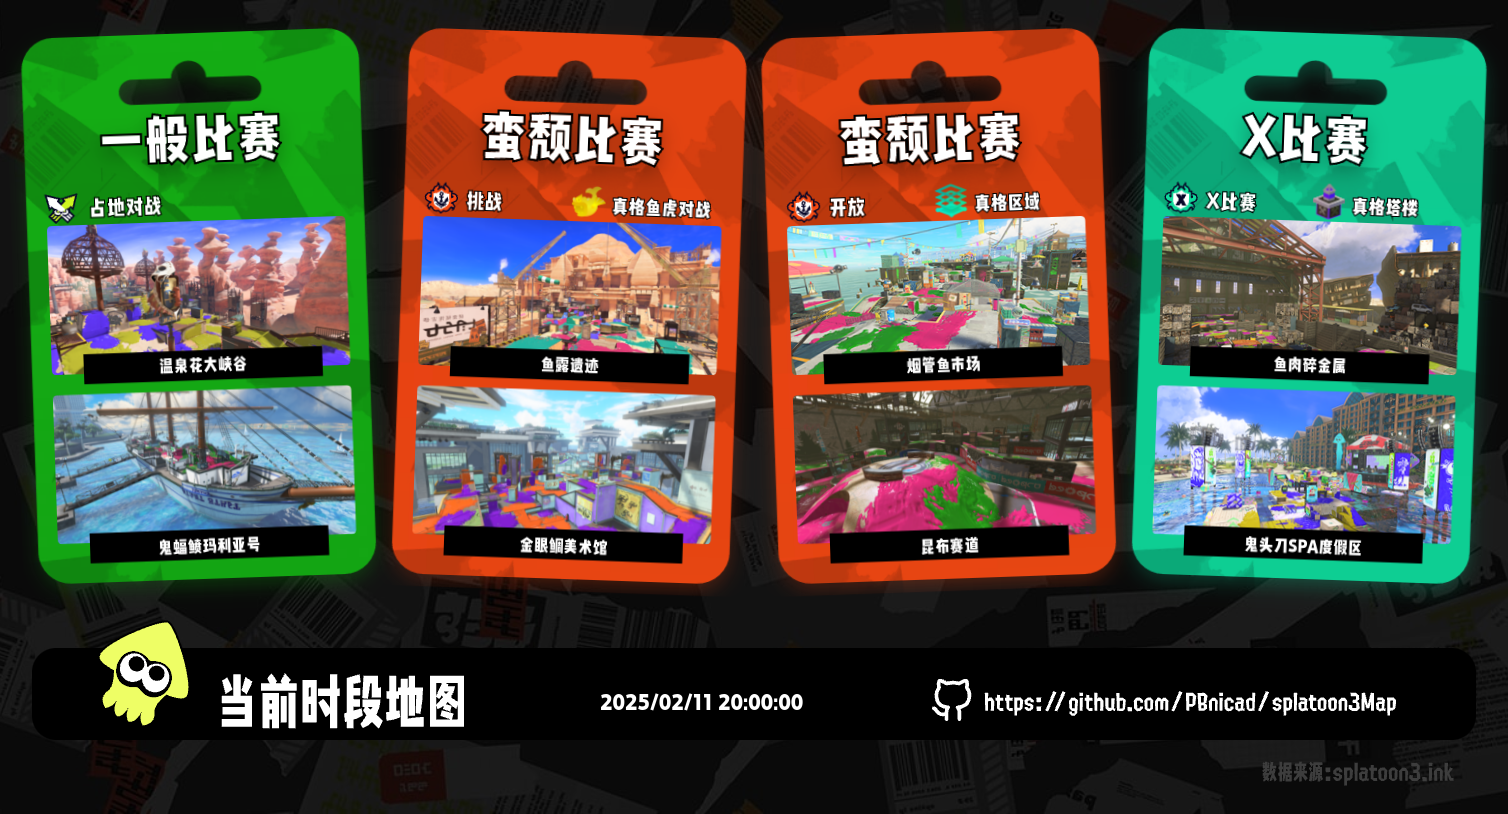 一般比赛
占地对战
温泉花大峡谷
鬼蝠鲼玛利亚号
蛮颓比赛
挑战
真格鱼虎对战
鱼露遗迹
金眼鲷美术馆
蛮颓比赛
开放
真格区域
烟管鱼市场
昆布赛道
X比赛
X比赛
真格塔楼
鱼肉碎金属
鬼头刀SPA度假区
当前时段地图
2025/02/11 20:00:00
https://github.com/PBnicad/splatoon3Map
数据来源:splatoon3.ink